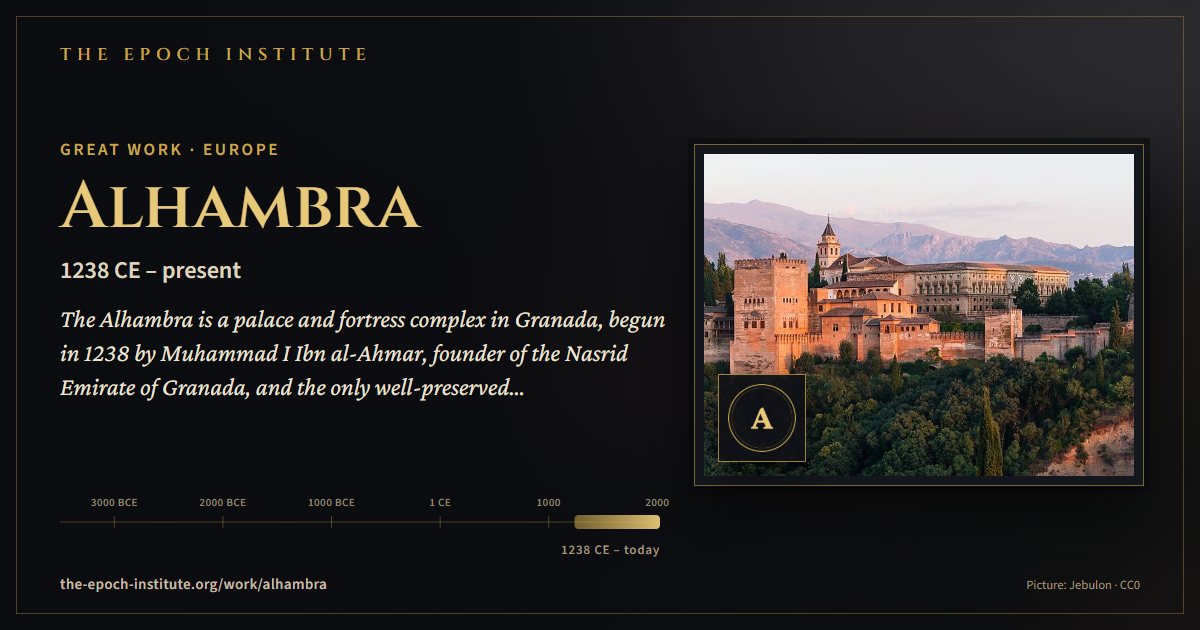 THE EPOCH INSTITUTE
GREAT WORK · EUROPE
ALHAMBRA
1238 CE – present
The Alhambra is a palace and fortress complex in Granada, begun
in 1238 by Muhammad I Ibn al-Ahmar, founder of the Nasrid
Emirate of Granada, and the only well-preserved...
A
3000 BCE 2000 BCE 1000 BCE 1 CE 1000 2000
1238 CE – today
the-epoch-institute.org/work/alhambra
Picture: Jebulon · CC0